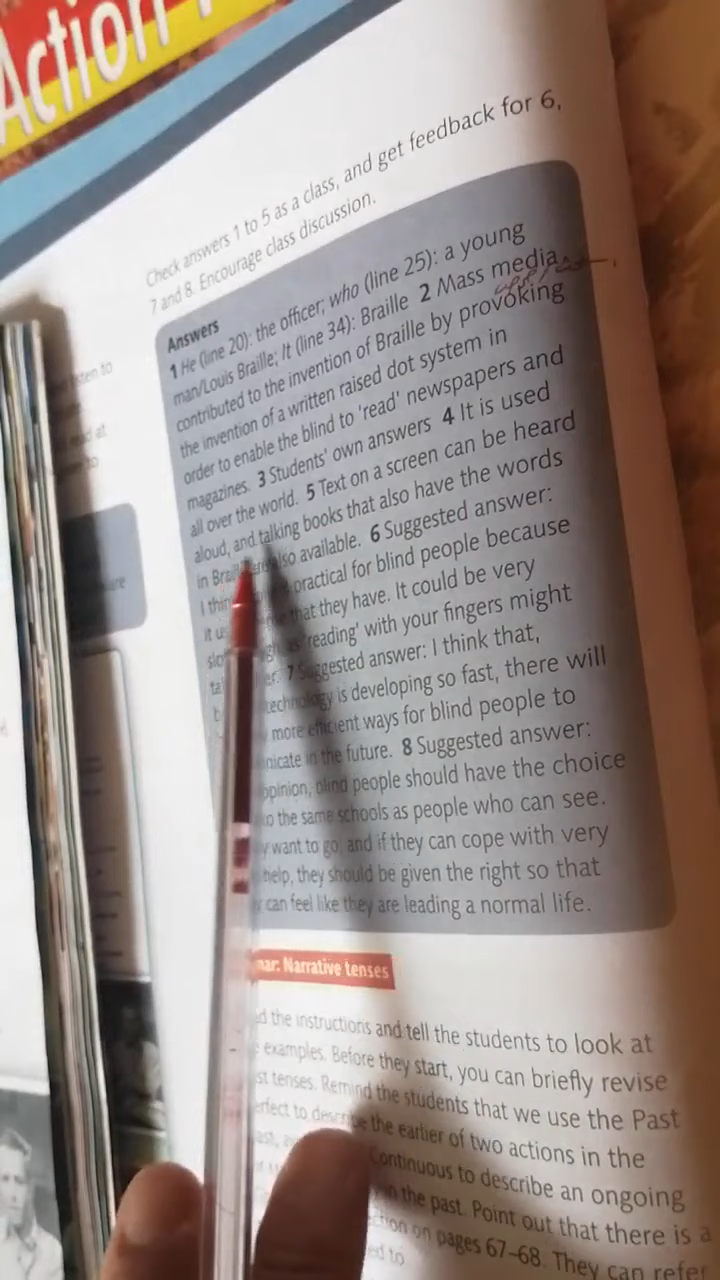 Action
Check answers 1 to 5 as a class, and get feedback for 6,
7 and 8. Encourage class discussion.
Answers
1 He (line 20): the officer; who (line 25): a young
man/Louis Braille; It (line 34): Braille 2 Mass media
contributed to the invention of Braille by provoking
the invention of a written raised dot system in
order to enable the blind to 'read' newspapers and
magazines. 3 Students' own answers 4 It is used
all over the world. 5 Text on a screen can be heard
aloud, and talking books that also have the words
in also available. 6 Suggested answer:
I practical for blind people because
it that they have. It could be very
'reading' with your fingers might
7 Suggested answer: I think that,
technology is developing so fast, there will
more efficient ways for blind people to
in the future. 8 Suggested answer:
opinion, blind people should have the choice
to the same schools as people who can see.
want to go, and if they can cope with very
help, they should be given the right so that
can feel like they are leading a normal life.
Narrative tenses
the instructions and tell the students to look at
examples. Before they start, you can briefly revise
tenses. Remind the students that we use the Past
to describe the earlier of two actions in the
Continuous to describe an ongoing
in the past. Point out that there is a
on pages 67–68. They can refer
to